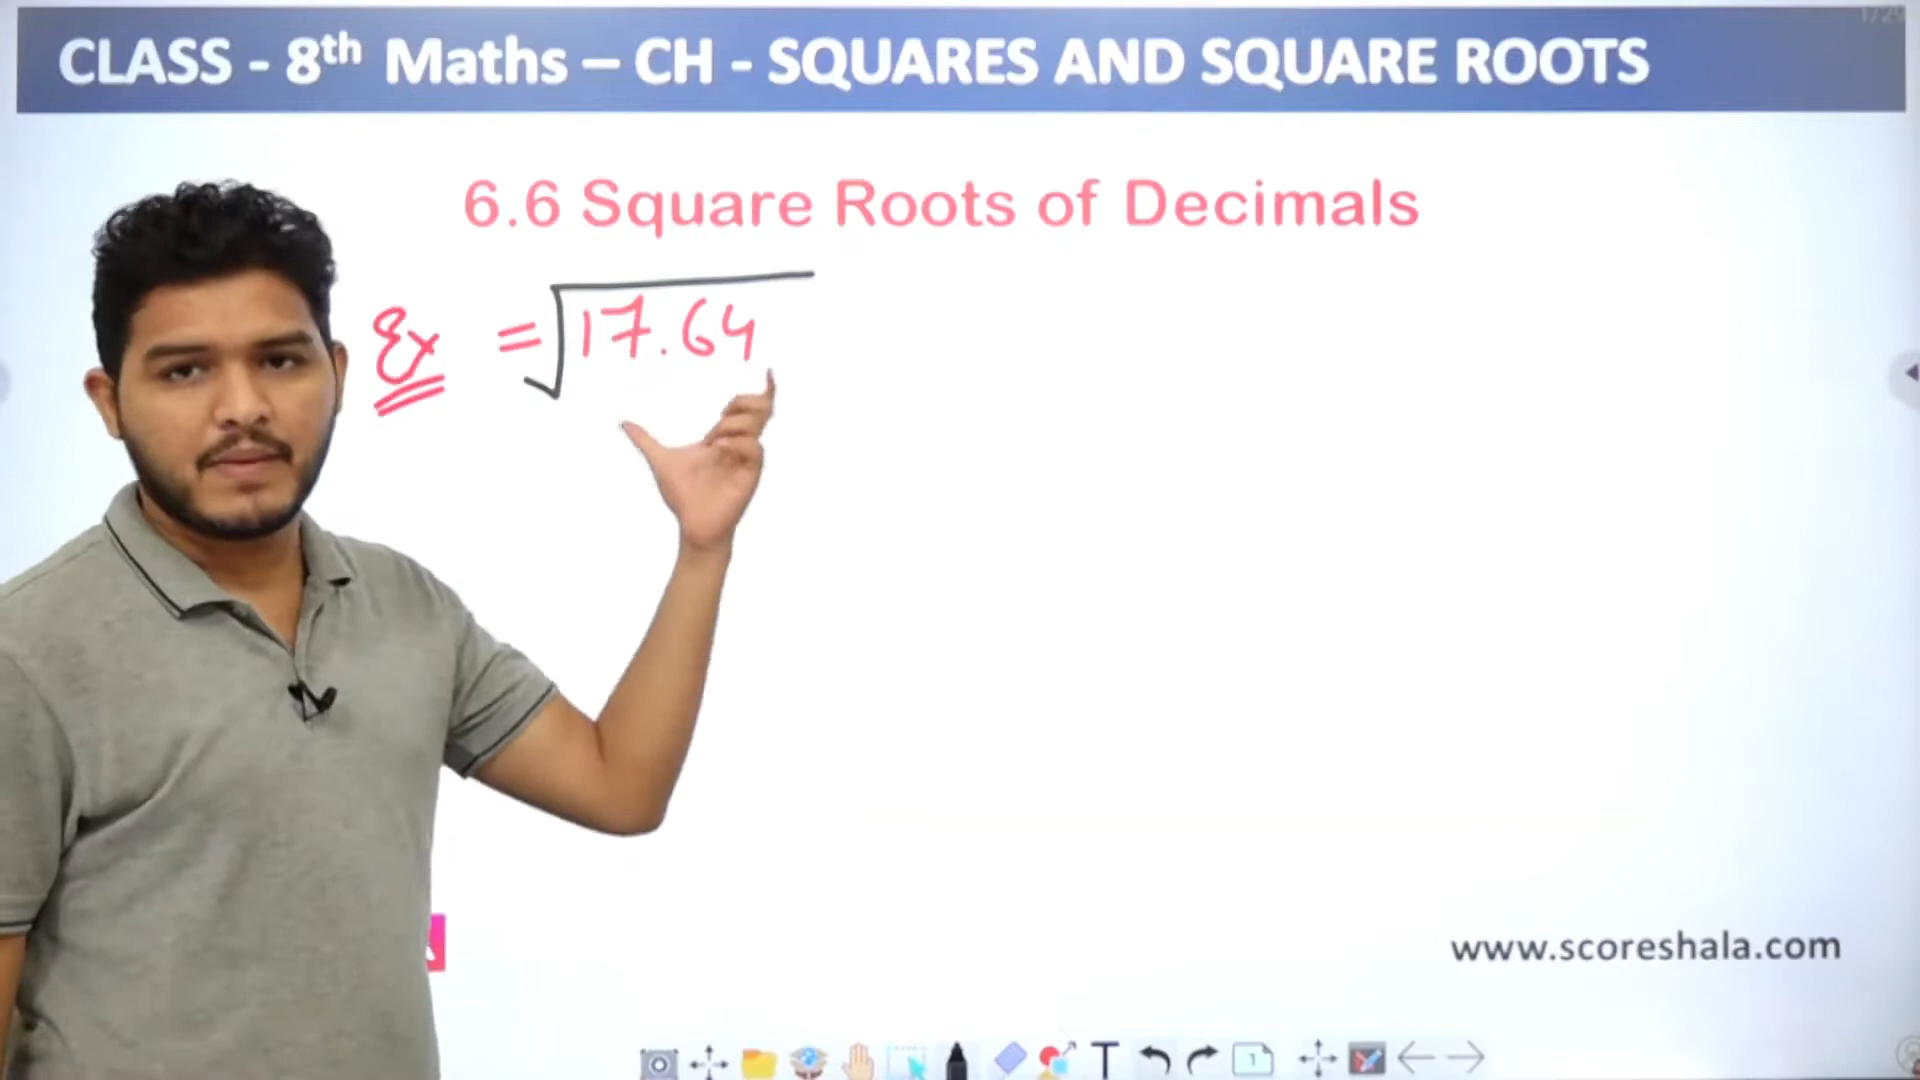 CLASS - 8th Maths – CH - SQUARES AND SQUARE ROOTS
6.6 Square Roots of Decimals
Ex = √17.64
www.scoreshala.com